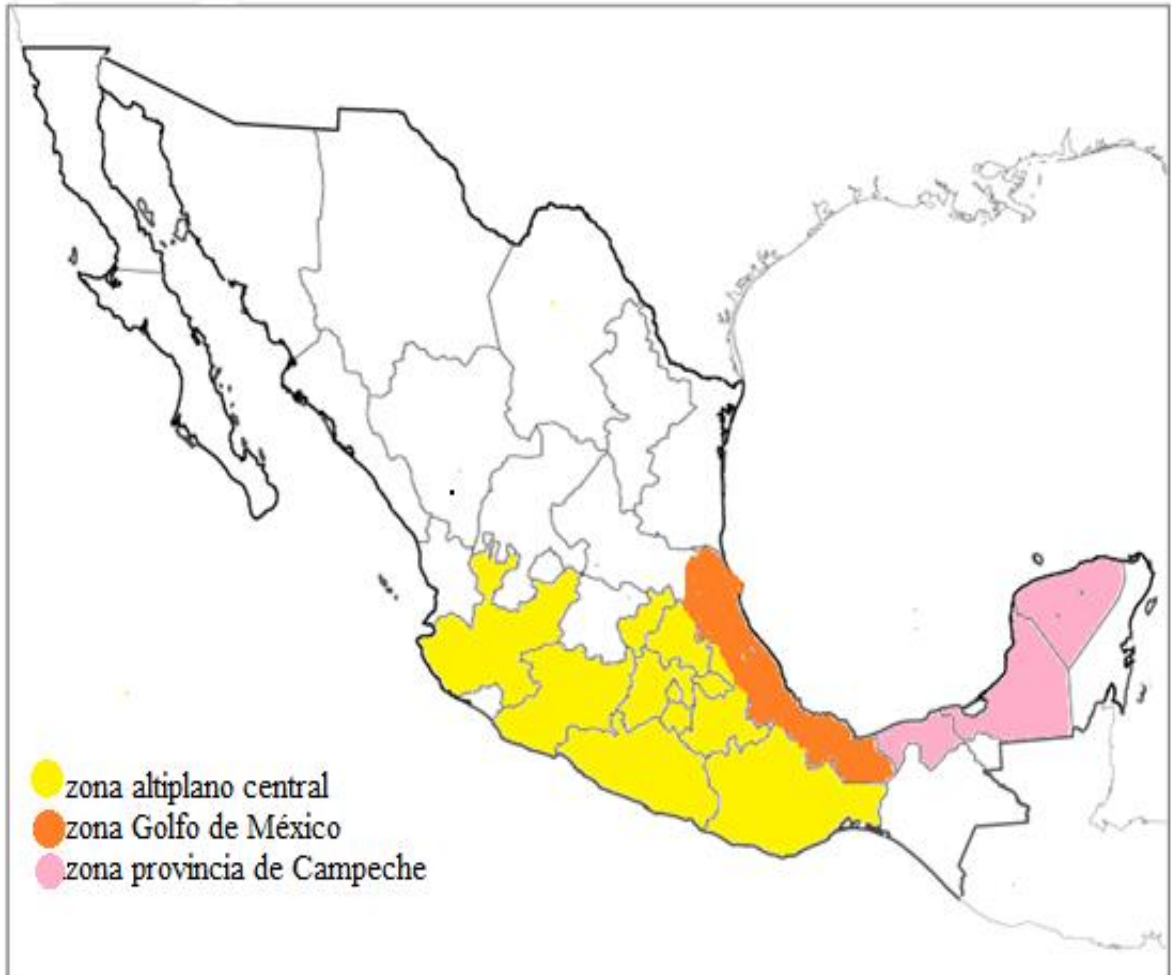 zona altiplano central
zona Golfo de México
zona provincia de Campeche